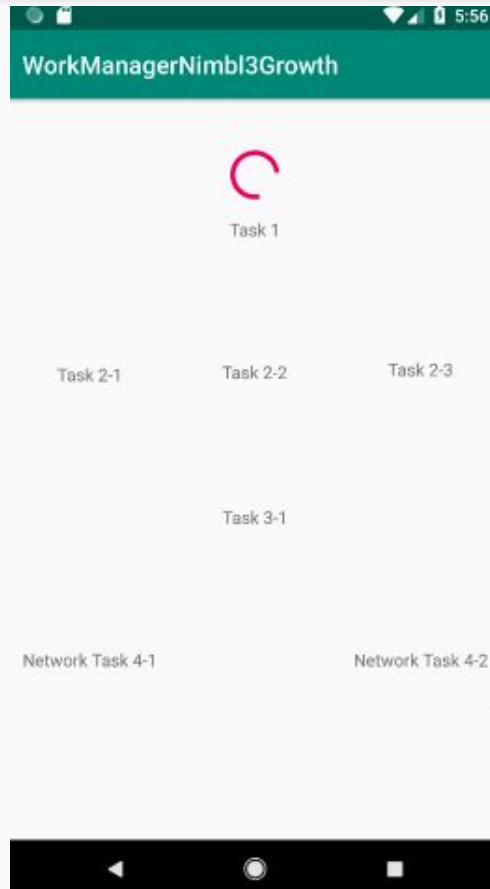 5:56
WorkManagerNimbl3Growth
Task 1
Task 2-1 Task 2-2 Task 2-3
Task 3-1
Network Task 4-1 Network Task 4-2